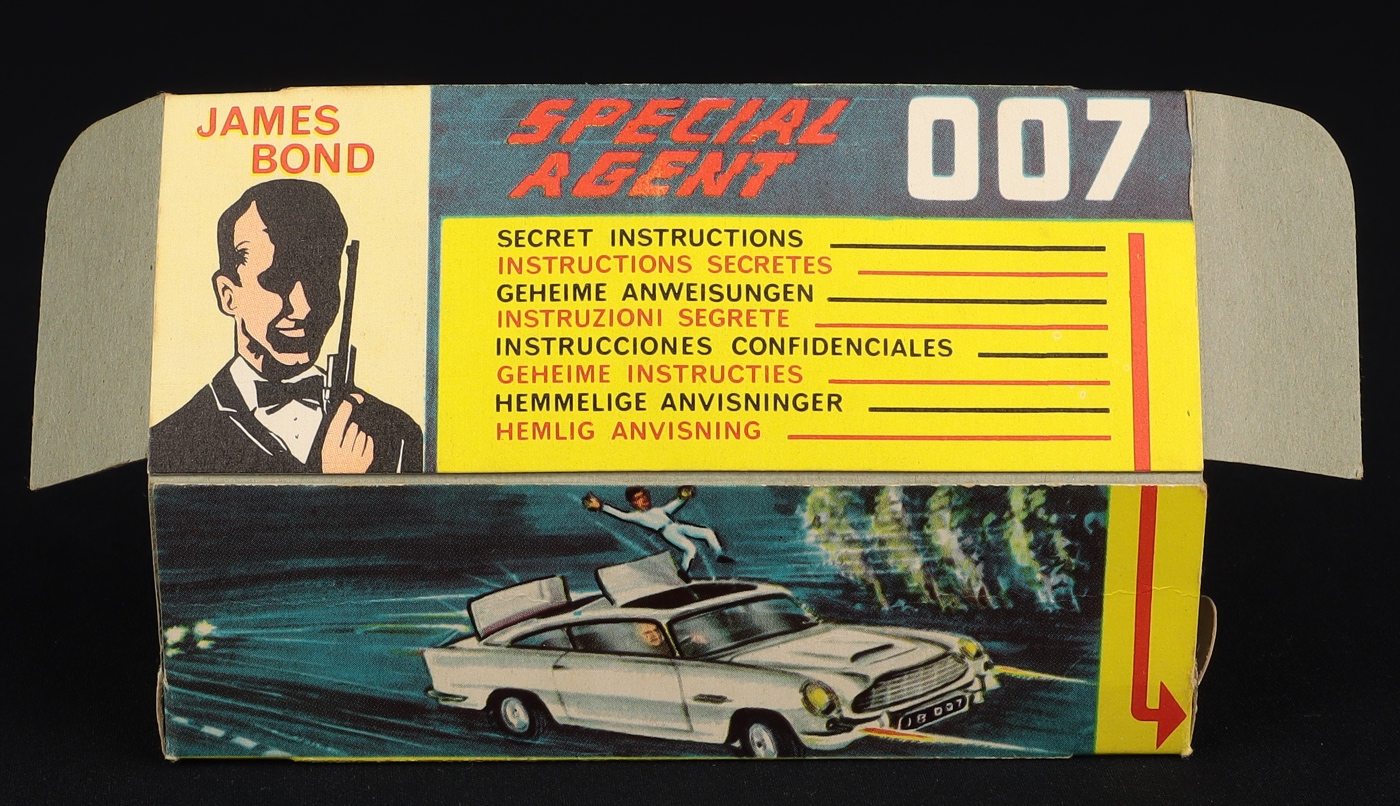 JAMES
BOND
SPECIAL
AGENT
007
SECRET INSTRUCTIONS
INSTRUCTIONS SECRETES
GEHEIME ANWEISUNGEN
INSTRUZIONI SEGRETE
INSTRUCCIONES CONFIDENCIALES
GEHEIME INSTRUCTIES
HEMMELIGE ANVISNINGER
HEMLIG ANVISNING
JB 007